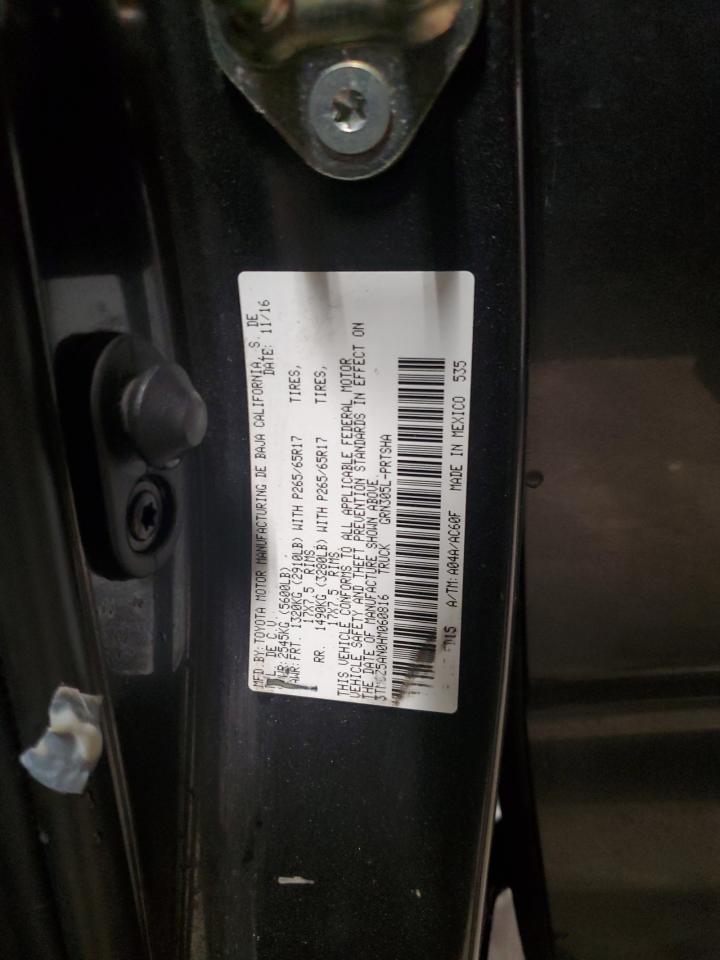 MFD.BY:TOYOTA MOTOR MANUFACTURING DE BAJA CALIFORNIA, S. DE
DE C.V. DATE: 11/16
2545KG (5600LB)
FRT. 1320KG (2910LB) WITH P265/65R17 TIRES,
17X7.5 RIMS
RR. 1490KG (3280LB) WITH P265/65R17 TIRES,
17X7.5 RIMS
THIS VEHICLE CONFORMS TO ALL APPLICABLE FEDERAL MOTOR
VEHICLE SAFETY AND THEFT PREVENTION STANDARDS IN EFFECT ON
THE DATE OF MANUFACTURE SHOWN ABOVE.
TRUCK GRN305L-PRTSHA
A/TM: A04A/AC60F MADE IN MEXICO 535